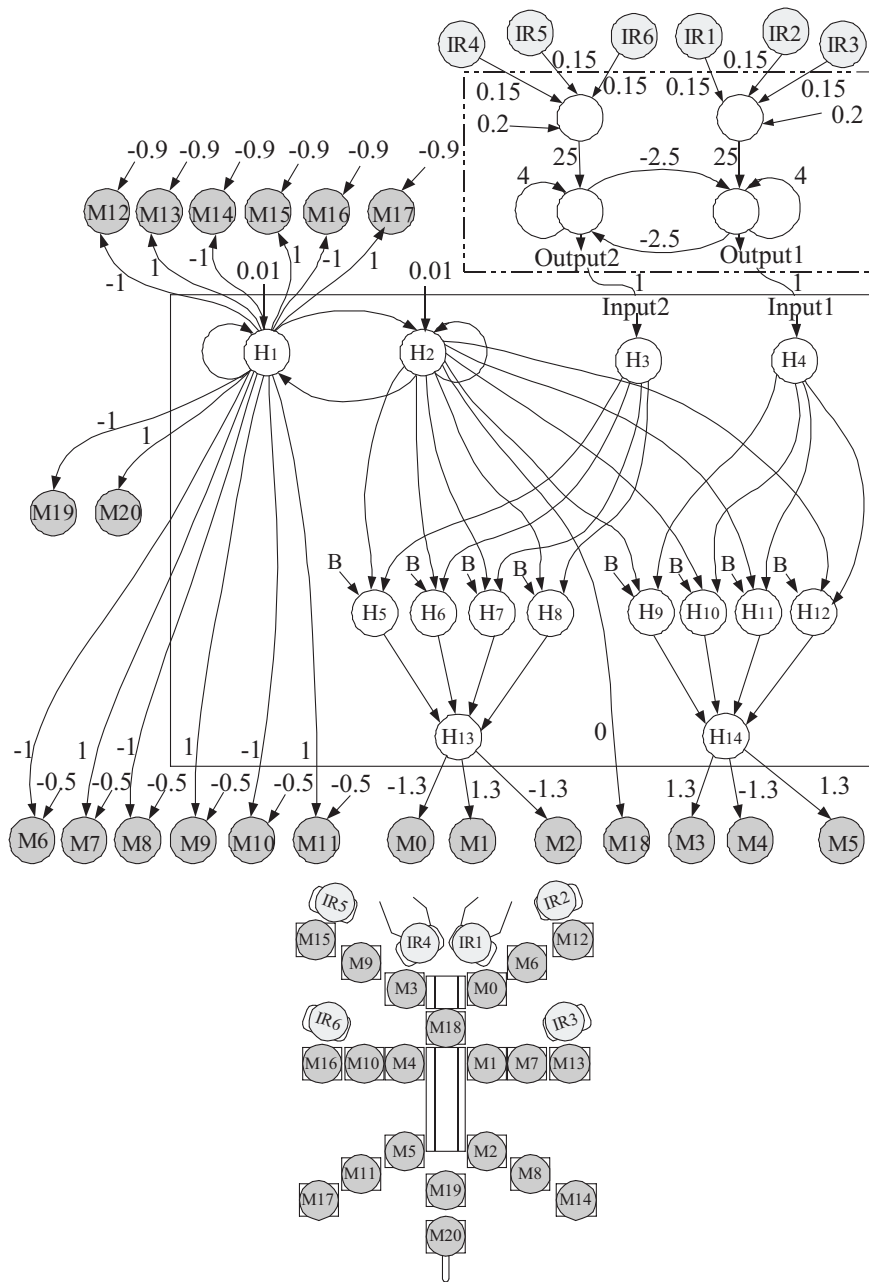 IR4 IR5 IR6 IR1 IR2 IR3
0.15 0.15
0.15 0.15 0.15 0.15
0.2 0.2
25 25
-0.9 -0.9 -0.9 -0.9 -0.9 -0.9
4 -2.5 4
M12 M13 M14 M15 M16 M17
-2.5
Output2 Output1
-1 1 -1 1 -1 1
0.01 0.01
1 1
Input2 Input1
H1 H2 H3 H4
-1 1
M19 M20
B B B B B B B B
H5 H6 H7 H8 H9 H10 H11 H12
H13 H14
0
-1 1 -1 1 -1 1
-0.5 -0.5 -0.5 -0.5 -0.5 -0.5
-1.3 1.3 -1.3 1.3 -1.3 1.3
M6 M7 M8 M9 M10 M11 M0 M1 M2 M18 M3 M4 M5
IR5 IR2
M15 IR4 IR1 M12
M9 M6
M3 M0
IR6 M18 IR3
M16 M10 M4 M1 M7 M13
M5 M2
M11 M8
M17 M19 M14
M20